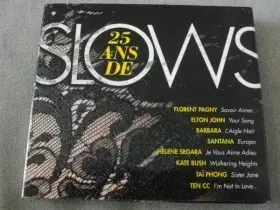 25
ANS
DE
SLOWS
FLORENT PAGNY Savoir Aimer...
ELTON JOHN Your Song
BARBARA L'Aigle Noir
SANTANA Europa
HÉLÈNE SEGARA Je Vous Aime Adieu
KATE BUSH Wuthering Heights
TAÏ PHONG Sister Jane
TEN CC I'm Not In Love...